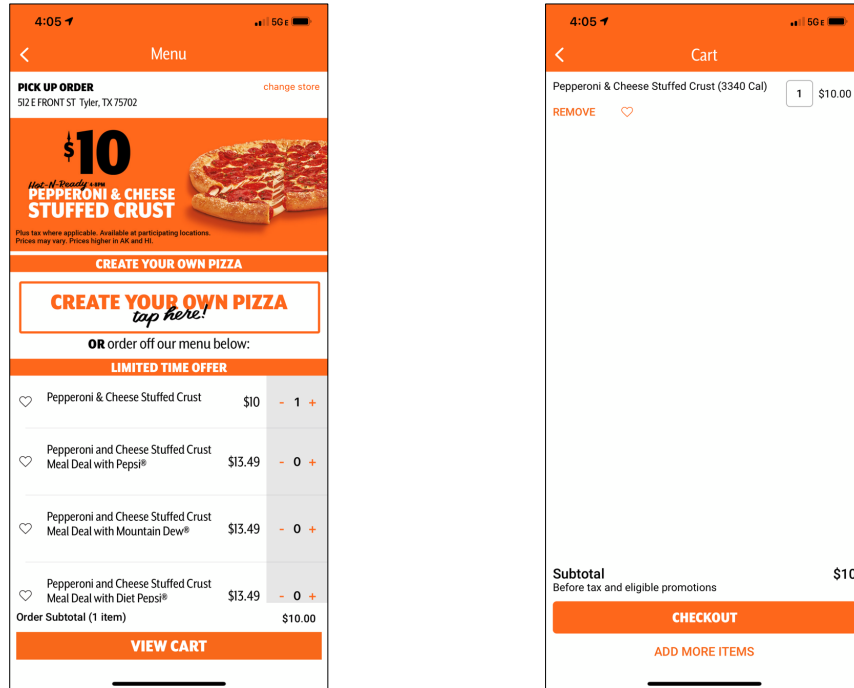 4:05
5G E
Menu
PICK UP ORDER
change store
512 E FRONT ST Tyler, TX 75702
$10
Hot-N-Ready 4-8PM
PEPPERONI & CHEESE
STUFFED CRUST
Plus tax where applicable. Available at participating locations.
Prices may vary. Prices higher in AK and HI.
CREATE YOUR OWN PIZZA
CREATE YOUR OWN PIZZA
tap here!
OR order off our menu below:
LIMITED TIME OFFER
Pepperoni & Cheese Stuffed Crust $10 - 1 +
Pepperoni and Cheese Stuffed Crust
Meal Deal with Pepsi® $13.49 - 0 +
Pepperoni and Cheese Stuffed Crust
Meal Deal with Mountain Dew® $13.49 - 0 +
Pepperoni and Cheese Stuffed Crust
Meal Deal with Diet Pepsi® $13.49 - 0 +
Order Subtotal (1 item) $10.00
VIEW CART
4:05
5G E
Cart
Pepperoni & Cheese Stuffed Crust (3340 Cal) 1 $10.00
REMOVE
Subtotal $10
Before tax and eligible promotions
CHECKOUT
ADD MORE ITEMS